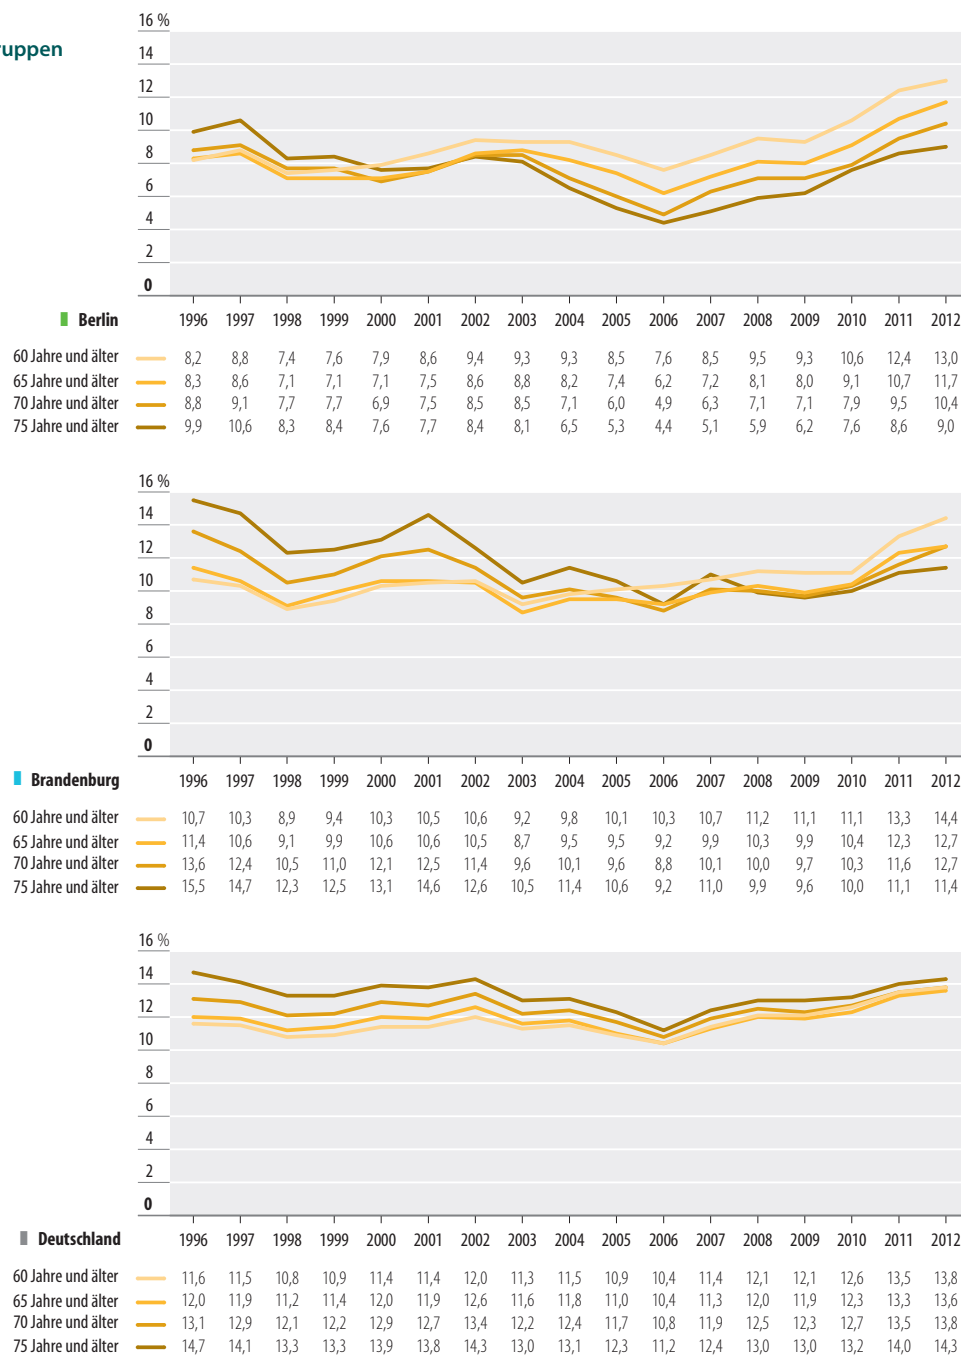 ruppen
16 %
14
12
10
8
6
4
2
0
Berlin 1996 1997 1998 1999 2000 2001 2002 2003 2004 2005 2006 2007 2008 2009 2010 2011 2012
60 Jahre und älter 8,2 8,8 7,4 7,6 7,9 8,6 9,4 9,3 9,3 8,5 7,6 8,5 9,5 9,3 10,6 12,4 13,0
65 Jahre und älter 8,3 8,6 7,1 7,1 7,1 7,5 8,6 8,8 8,2 7,4 6,2 7,2 8,1 8,0 9,1 10,7 11,7
70 Jahre und älter 8,8 9,1 7,7 7,7 6,9 7,5 8,5 8,5 7,1 6,0 4,9 6,3 7,1 7,1 7,9 9,5 10,4
75 Jahre und älter 9,9 10,6 8,3 8,4 7,6 7,7 8,4 8,1 6,5 5,3 4,4 5,1 5,9 6,2 7,6 8,6 9,0
16 %
14
12
10
8
6
4
2
0
Brandenburg 1996 1997 1998 1999 2000 2001 2002 2003 2004 2005 2006 2007 2008 2009 2010 2011 2012
60 Jahre und älter 10,7 10,3 8,9 9,4 10,3 10,5 10,6 9,2 9,8 10,1 10,3 10,7 11,2 11,1 11,1 13,3 14,4
65 Jahre und älter 11,4 10,6 9,1 9,9 10,6 10,6 10,5 8,7 9,5 9,5 9,2 9,9 10,3 9,9 10,4 12,3 12,7
70 Jahre und älter 13,6 12,4 10,5 11,0 12,1 12,5 11,4 9,6 10,1 9,6 8,8 10,1 10,0 9,7 10,3 11,6 12,7
75 Jahre und älter 15,5 14,7 12,3 12,5 13,1 14,6 12,6 10,5 11,4 10,6 9,2 11,0 9,9 9,6 10,0 11,1 11,4
16 %
14
12
10
8
6
4
2
0
Deutschland 1996 1997 1998 1999 2000 2001 2002 2003 2004 2005 2006 2007 2008 2009 2010 2011 2012
60 Jahre und älter 11,6 11,5 10,8 10,9 11,4 11,4 12,0 11,3 11,5 10,9 10,4 11,4 12,1 12,1 12,6 13,5 13,8
65 Jahre und älter 12,0 11,9 11,2 11,4 12,0 11,9 12,6 11,6 11,8 11,0 10,4 11,3 12,0 11,9 12,3 13,3 13,6
70 Jahre und älter 13,1 12,9 12,1 12,2 12,9 12,7 13,4 12,2 12,4 11,7 10,8 11,9 12,5 12,3 12,7 13,5 13,8
75 Jahre und älter 14,7 14,1 13,3 13,3 13,9 13,8 14,3 13,0 13,1 12,3 11,2 12,4 13,0 13,0 13,2 14,0 14,3